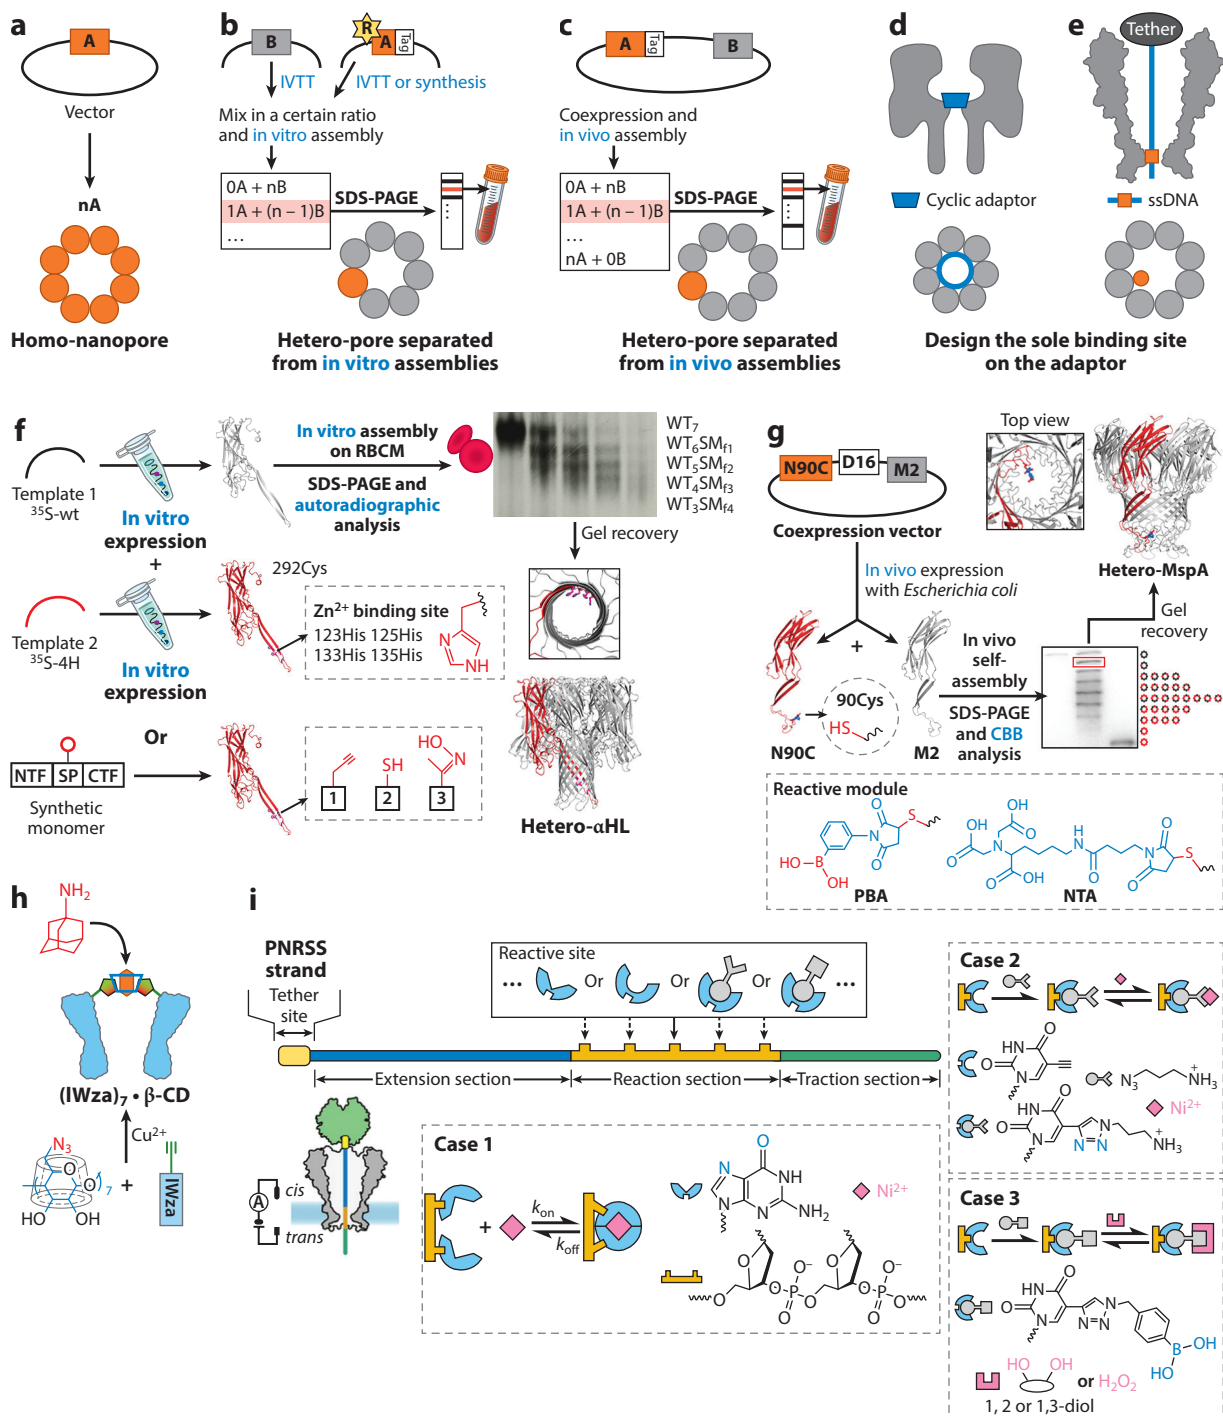 a
A
Vector
nA
Homo-nanopore
b
B
R
A
Tag
IVTT
IVTT or synthesis
Mix in a certain ratio
and in vitro assembly
0A + nB
1A + (n – 1)B
...
SDS-PAGE
Hetero-pore separated
from in vitro assemblies
c
A
Tag
B
Coexpression and
in vivo assembly
0A + nB
1A + (n – 1)B
...
nA + 0B
SDS-PAGE
Hetero-pore separated
from in vivo assemblies
d
Cyclic adaptor
e
Tether
ssDNA
Design the sole binding site
on the adaptor
f
Template 1
³⁵S-wt
In vitro
expression
+
Template 2
³⁵S-4H
In vitro
expression
Or
NTF SP CTF
Synthetic
monomer
In vitro assembly
on RBCM
SDS-PAGE and
autoradiographic
analysis
WT₇
WT₆SM_f1
WT₅SM_f2
WT₄SM_f3
WT₃SM_f4
Gel recovery
292Cys
Zn²⁺ binding site
123His 125His
133His 135His
N
NH
SH
HO
N
1
2
3
Hetero-αHL
g
N90C
D16
M2
Coexpression vector
In vivo expression
with Escherichia coli
+
N90C
90Cys
HS
M2
In vivo
self-
assembly
SDS-PAGE
and CBB
analysis
Top view
Hetero-MspA
Gel
recovery
Reactive module
HO
B
OH
N
O
O
S
PBA
OH
O
O
OH
N
O
OH
NH
O
N
O
O
S
NTA
h
NH₂
(lWza)₇ • β-CD
Cu²⁺
N₃
O
O
7
HO
OH
+
lWza
i
PNRSS
strand
Tether
site
Reactive site
... Or Or Or ...
Extension section
Reaction section
Traction section
A
cis
trans
Case 1
+
k_on
k_off
O
N
NH
N
N
NH₂
Ni²⁺
O
O
O
P
O⁻
O
O
O
P
O⁻
O
O
Case 2
O
HN
O
N
N₃
NH₃⁺
Ni²⁺
O
HN
O
N
N
N=N
NH₃⁺
Case 3
O
HN
O
N
N
N=N
B
OH
HO
HO OH
or H₂O₂
1, 2 or 1,3-diol